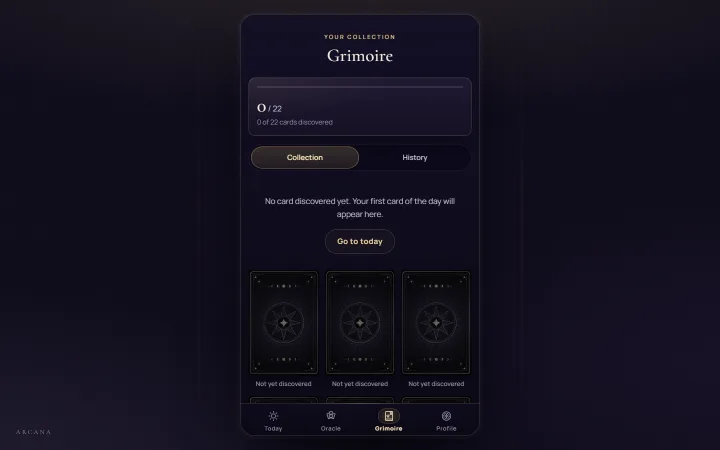 YOUR COLLECTION
Grimoire
0 / 22
0 of 22 cards discovered
Collection
History
No card discovered yet. Your first card of the day will
appear here.
Go to today
Not yet discovered
Not yet discovered
Not yet discovered
Today
Oracle
Grimoire
Profile
ARCANA